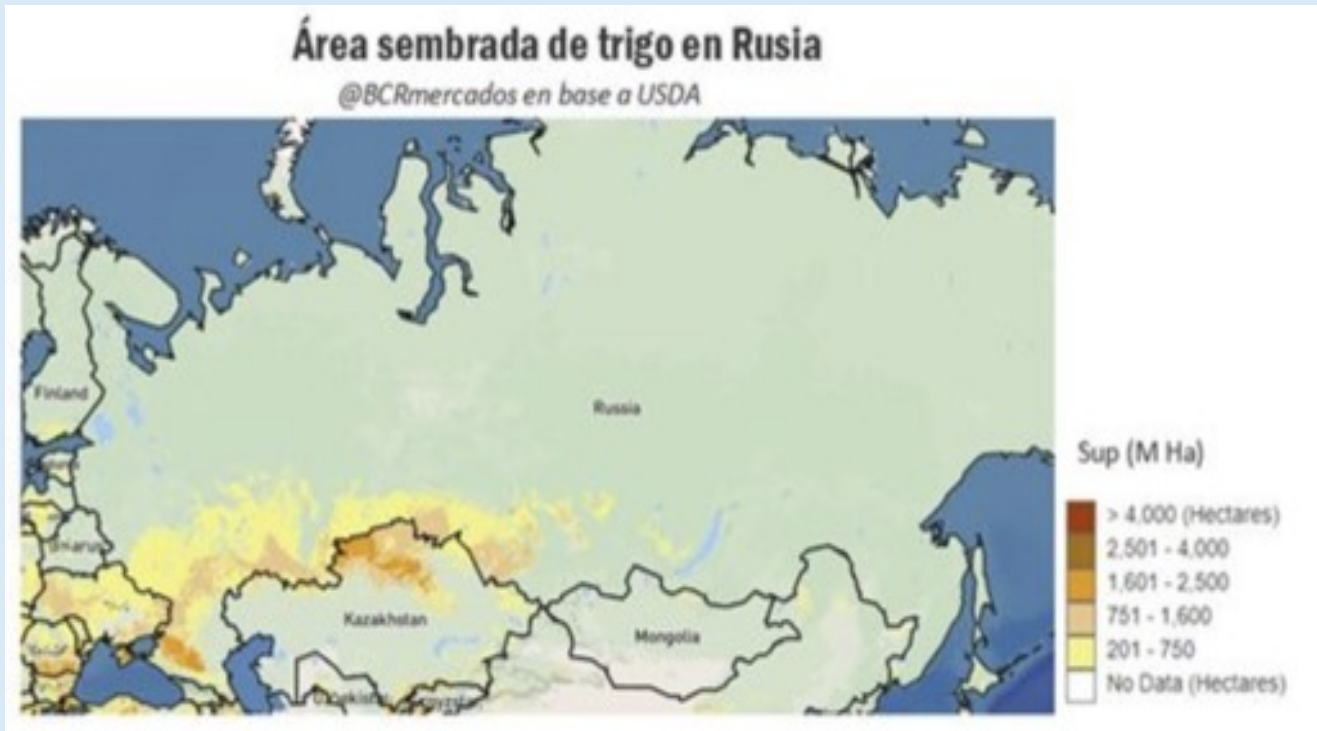 Área sembrada de trigo en Rusia
@BCRmercados en base a USDA
Finland
Russia
Kazakhstan
Mongolia
Sup (M Ha)
> 4.000 (Hectares)
2,501 - 4,000
1,601 - 2,500
751 - 1,600
201 - 750
No Data (Hectares)